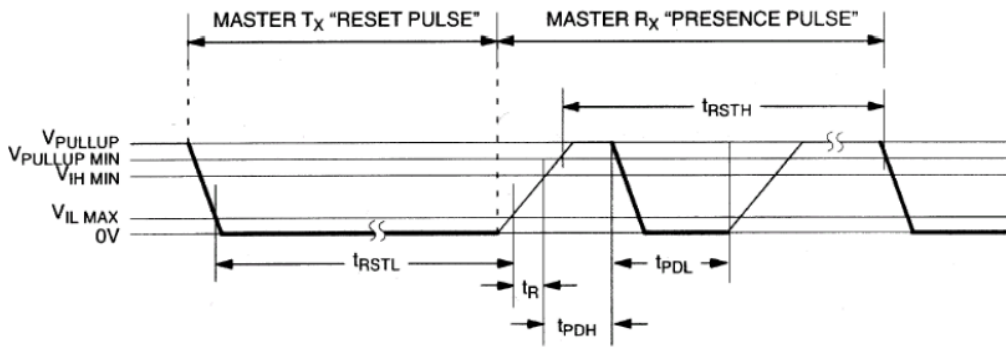 MASTER TX “RESET PULSE”
MASTER RX “PRESENCE PULSE”
tRSTH
VPULLUP
VPULLUP MIN
VIH MIN
VIL MAX
0V
tRSTL
tPDL
tR
tPDH